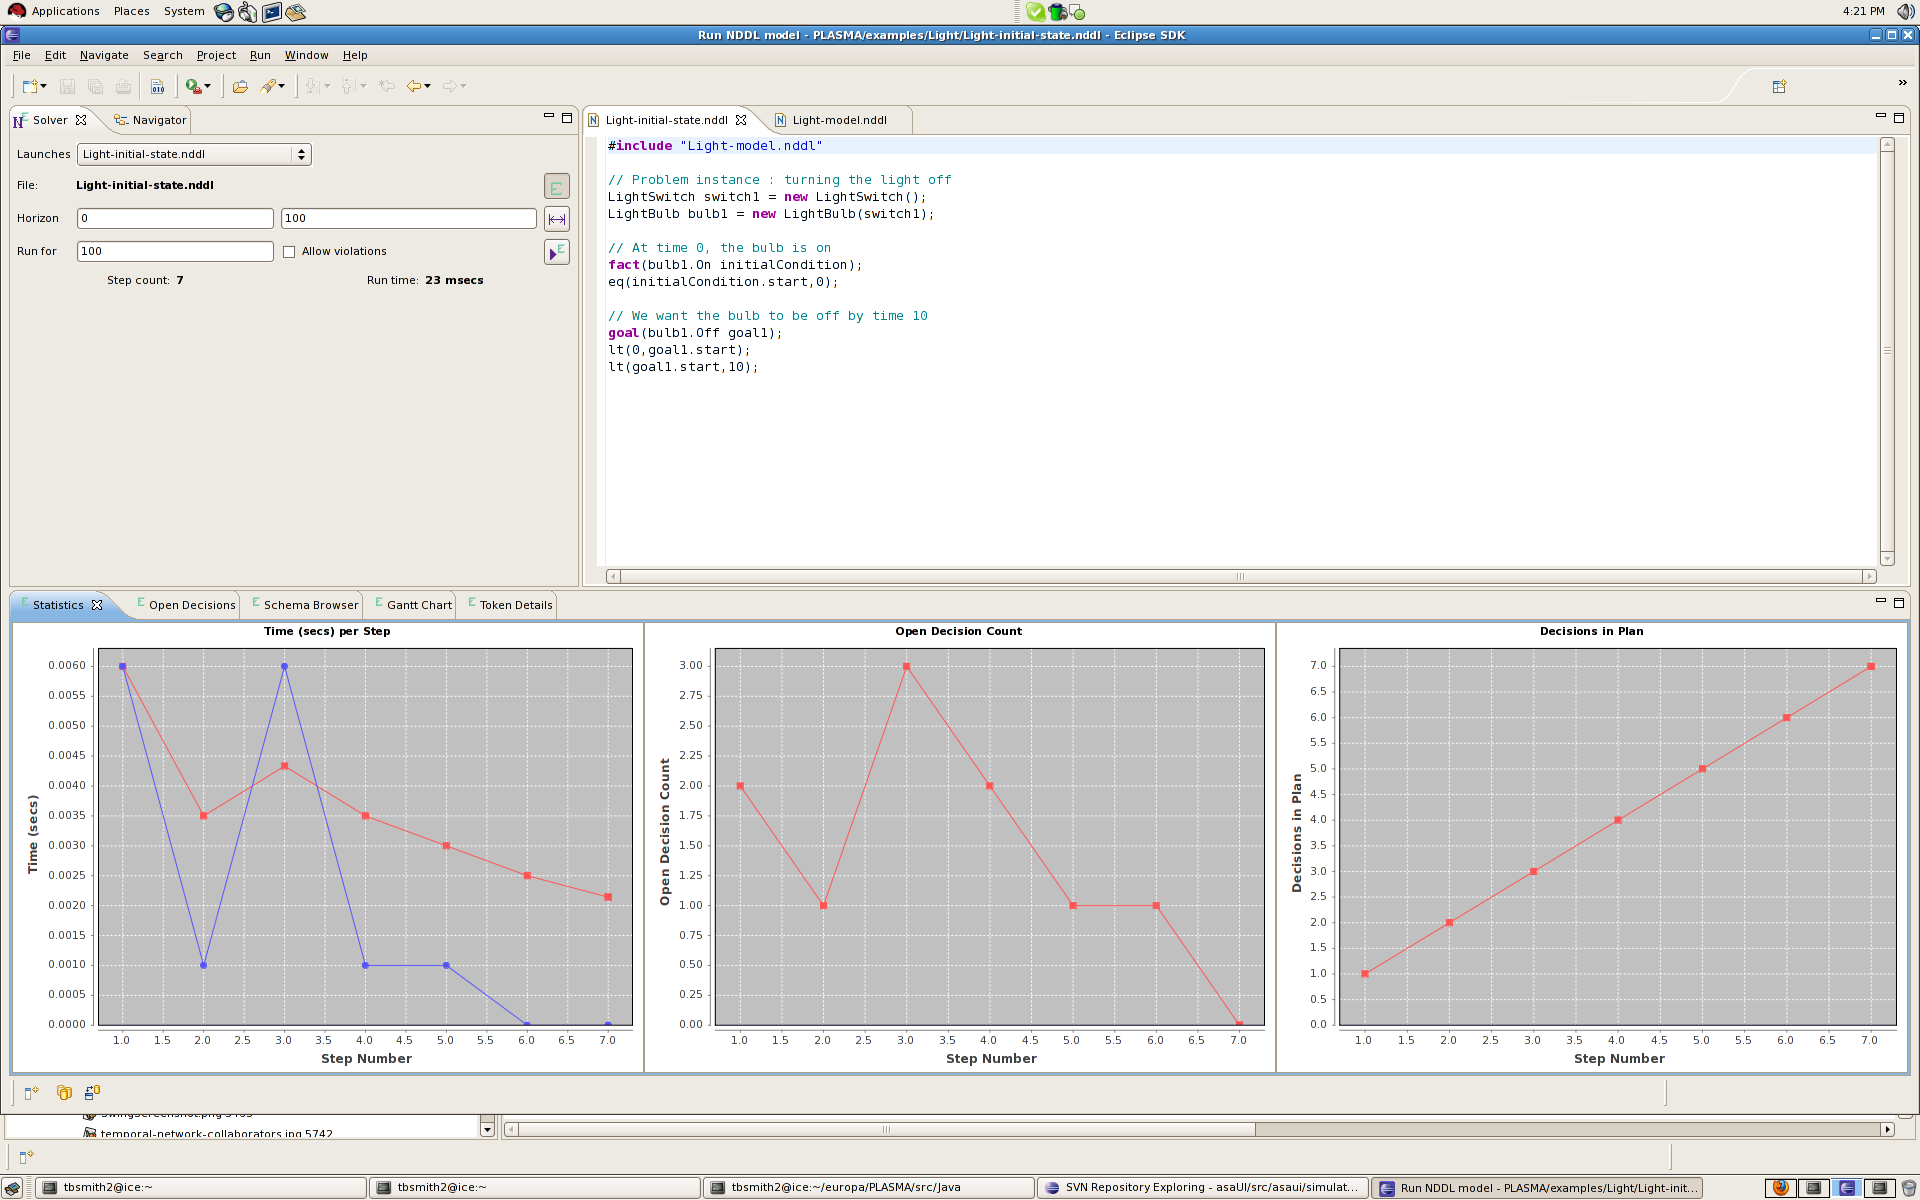 Applications Places System 4:21 PM
Run NDDL model - PLASMA/examples/Light/Light-initial-state.nddl - Eclipse SDK
File Edit Navigate Search Project Run Window Help
010 »
Solver Navigator
Launches Light-initial-state.nddl
File: Light-initial-state.nddl
Horizon 0 100
Run for 100 Allow violations
Step count: 7 Run time: 23 msecs
Light-initial-state.nddl Light-model.nddl
#include "Light-model.nddl"
// Problem instance : turning the light off
LightSwitch switch1 = new LightSwitch();
LightBulb bulb1 = new LightBulb(switch1);
// At time 0, the bulb is on
fact(bulb1.On initialCondition);
eq(initialCondition.start,0);
// We want the bulb to be off by time 10
goal(bulb1.Off goal1);
lt(0,goal1.start);
lt(goal1.start,10);
Statistics Open Decisions Schema Browser Gantt Chart Token Details
Time (secs) per Step
Time (secs)
0.0060
0.0055
0.0050
0.0045
0.0040
0.0035
0.0030
0.0025
0.0020
0.0015
0.0010
0.0005
0.0000
1.0 1.5 2.0 2.5 3.0 3.5 4.0 4.5 5.0 5.5 6.0 6.5 7.0
Step Number
Open Decision Count
Open Decision Count
3.00
2.75
2.50
2.25
2.00
1.75
1.50
1.25
1.00
0.75
0.50
0.25
0.00
1.0 1.5 2.0 2.5 3.0 3.5 4.0 4.5 5.0 5.5 6.0 6.5 7.0
Step Number
Decisions in Plan
Decisions in Plan
7.0
6.5
6.0
5.5
5.0
4.5
4.0
3.5
3.0
2.5
2.0
1.5
1.0
0.5
0.0
1.0 1.5 2.0 2.5 3.0 3.5 4.0 4.5 5.0 5.5 6.0 6.5 7.0
Step Number
temporal-network-collaborators.jpg 5742
tbsmith2@ice:~
tbsmith2@ice:~
tbsmith2@ice:~/europa/PLASMA/src/Java
SVN Repository Exploring - asaUI/src/asaui/simulat...
Run NDDL model - PLASMA/examples/Light/Light-init...